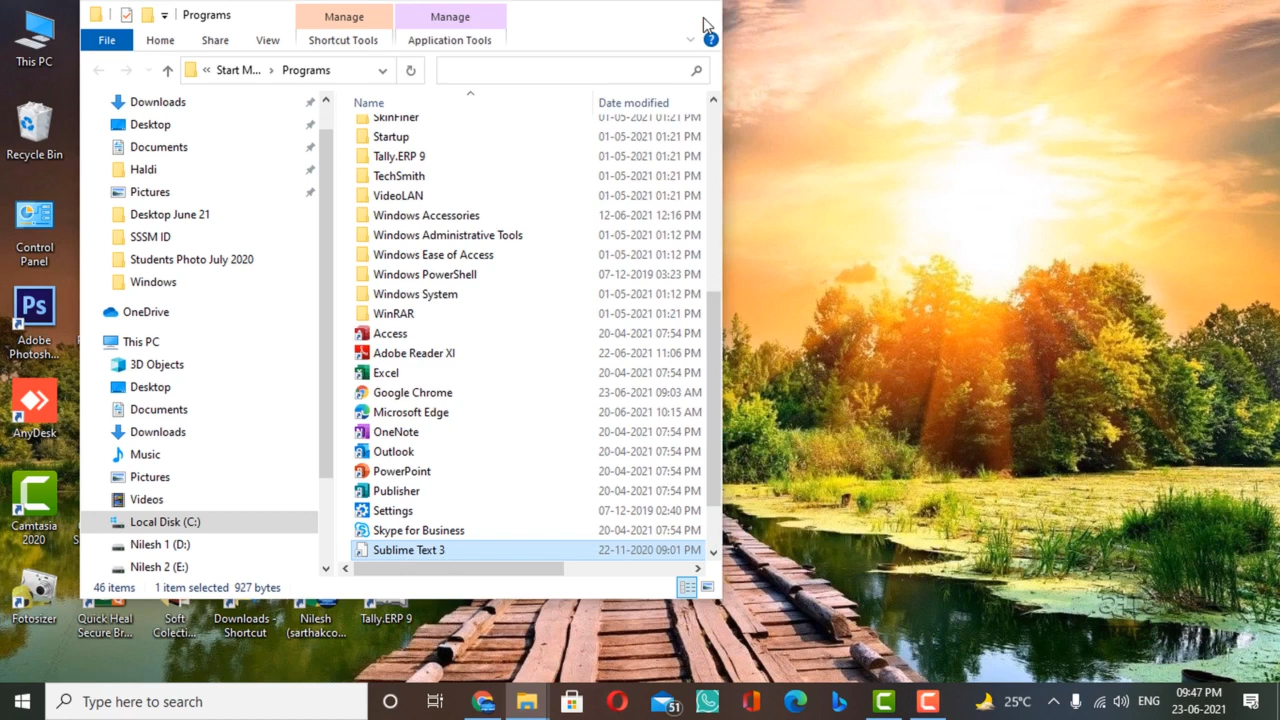 Programs
Manage
Manage
File
Home
Share
View
Shortcut Tools
Application Tools
?
« Start M... › Programs
Name
Date modified
Downloads
Desktop
Documents
Haldi
Pictures
Desktop June 21
SSSM ID
Students Photo July 2020
Windows
OneDrive
This PC
3D Objects
Desktop
Documents
Downloads
Music
Pictures
Videos
Local Disk (C:)
Nilesh 1 (D:)
Nilesh 2 (E:)
SkinFiner 01-05-2021 01:21 PM
Startup 01-05-2021 01:21 PM
Tally.ERP 9 01-05-2021 01:21 PM
TechSmith 01-05-2021 01:21 PM
VideoLAN 01-05-2021 01:21 PM
Windows Accessories 12-06-2021 12:16 PM
Windows Administrative Tools 01-05-2021 01:12 PM
Windows Ease of Access 01-05-2021 01:12 PM
Windows PowerShell 07-12-2019 03:23 PM
Windows System 01-05-2021 01:12 PM
WinRAR 01-05-2021 01:21 PM
Access 20-04-2021 07:54 PM
Adobe Reader XI 22-06-2021 11:06 PM
Excel 20-04-2021 07:54 PM
Google Chrome 23-06-2021 09:03 AM
Microsoft Edge 20-06-2021 10:15 AM
OneNote 20-04-2021 07:54 PM
Outlook 20-04-2021 07:54 PM
PowerPoint 20-04-2021 07:54 PM
Publisher 20-04-2021 07:54 PM
Settings 07-12-2019 02:40 PM
Skype for Business 20-04-2021 07:54 PM
Sublime Text 3 22-11-2020 09:01 PM
46 items
1 item selected 927 bytes
This PC
Recycle Bin
Control
Panel
Ps
Adobe
Photosh...
AnyDesk
Camtasia
2020
Fotosizer
Quick Heal
Secure Br...
Soft
Colecti...
Downloads -
Shortcut
Nilesh
(sarthakco...
Tally.ERP 9
Type here to search
51
25°C
ENG
09:47 PM
23-06-2021